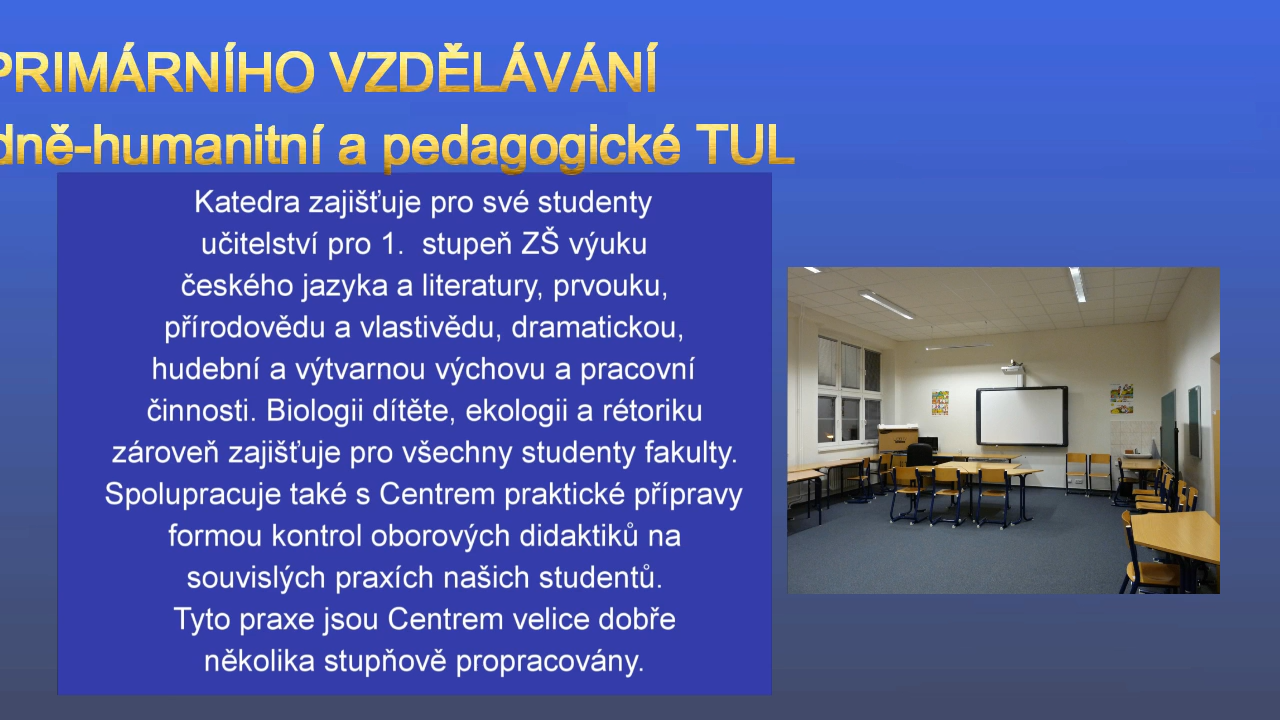 PRIMÁRNÍHO VZDĚLÁVÁNÍ
dně-humanitní a pedagogické TUL
Katedra zajišťuje pro své studenty
učitelství pro 1. stupeň ZŠ výuku
českého jazyka a literatury, prvouku,
přírodovědu a vlastivědu, dramatickou,
hudební a výtvarnou výchovu a pracovní
činnosti. Biologii dítěte, ekologii a rétoriku
zároveň zajišťuje pro všechny studenty fakulty.
Spolupracuje také s Centrem praktické přípravy
formou kontrol oborových didaktiků na
souvislých praxích našich studentů.
Tyto praxe jsou Centrem velice dobře
několika stupňově propracovány.